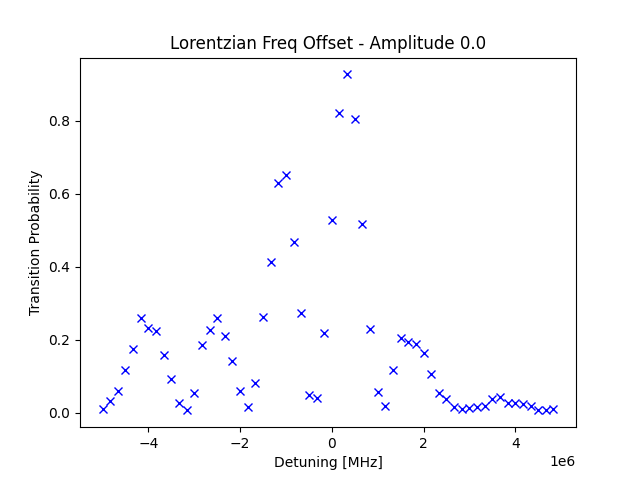 Lorentzian Freq Offset - Amplitude 0.0
Transition Probability
0.8
0.6
0.4
0.2
0.0
−4
−2
0
2
4
1e6
Detuning [MHz]